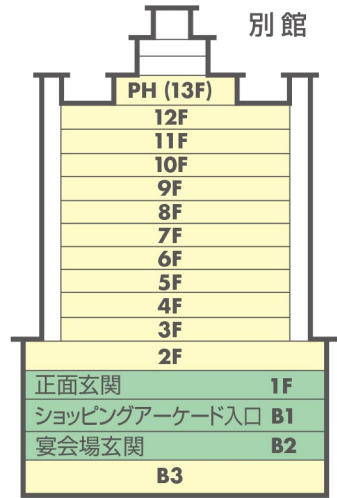 別館
PH (13F)
12F
11F
10F
9F
8F
7F
6F
5F
4F
3F
2F
正面玄関 1F
ショッピングアーケード入口 B1
宴会場玄関 B2
B3